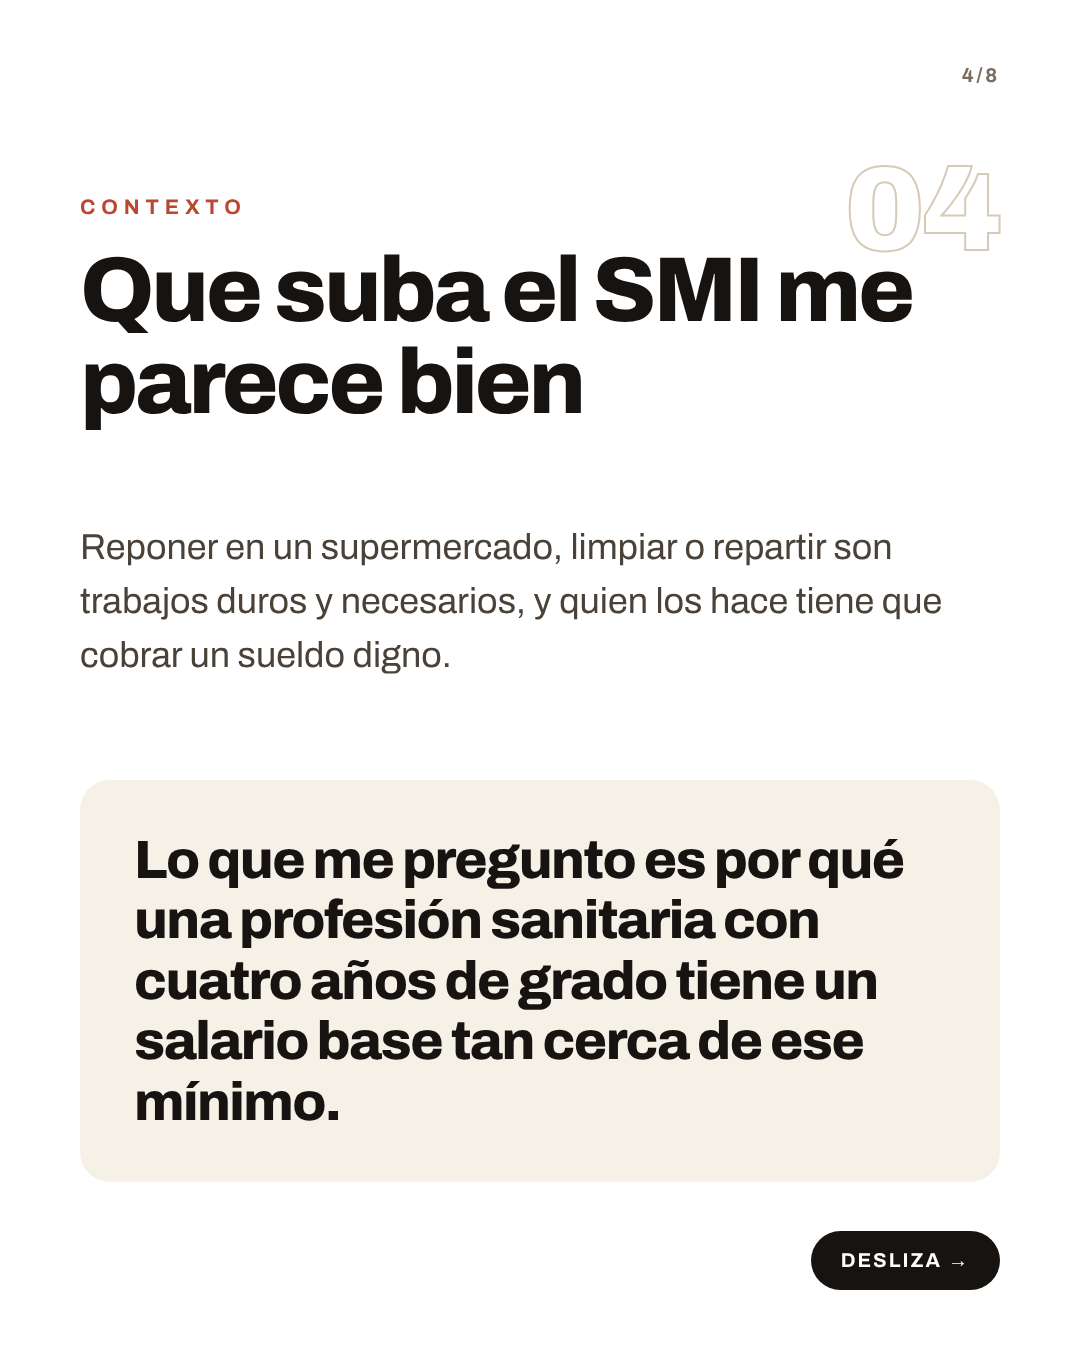 4/8
04
CONTEXTO
Que suba el SMI me
parece bien
Reponer en un supermercado, limpiar o repartir son
trabajos duros y necesarios, y quien los hace tiene que
cobrar un sueldo digno.
Lo que me pregunto es por qué
una profesión sanitaria con
cuatro años de grado tiene un
salario base tan cerca de ese
mínimo.
DESLIZA →